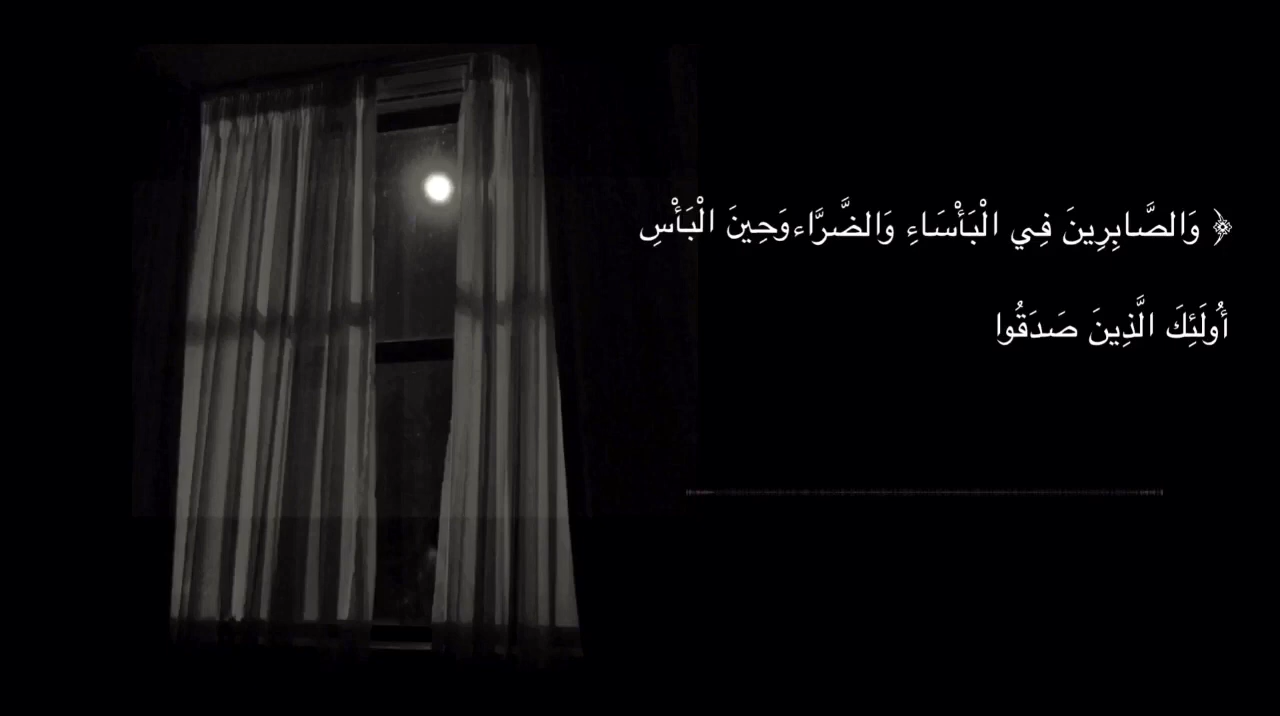 ﴿ وَالصَّابِرِينَ فِي الْبَأْسَاءِ وَالضَّرَّاء وَحِينَ الْبَأْسِ
أُولَئِكَ الَّذِينَ صَدَقُوا